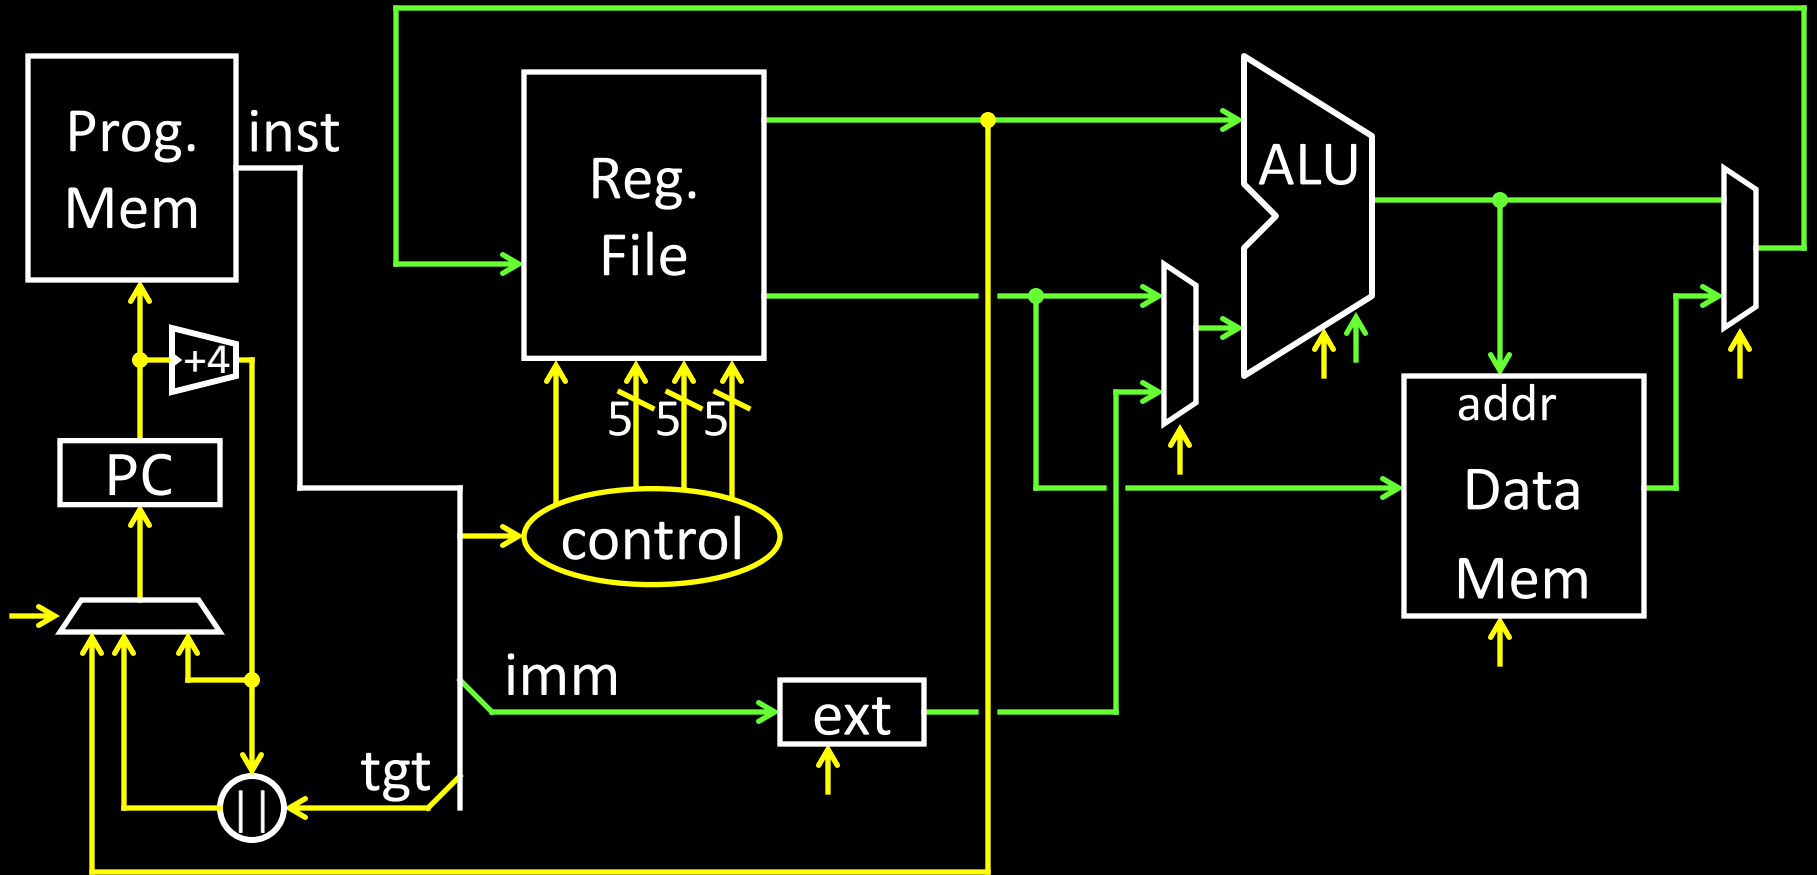 Prog.
Mem
inst
Reg.
File
ALU
+4
5 5 5
addr
PC
Data
control
Mem
imm
ext
tgt
||